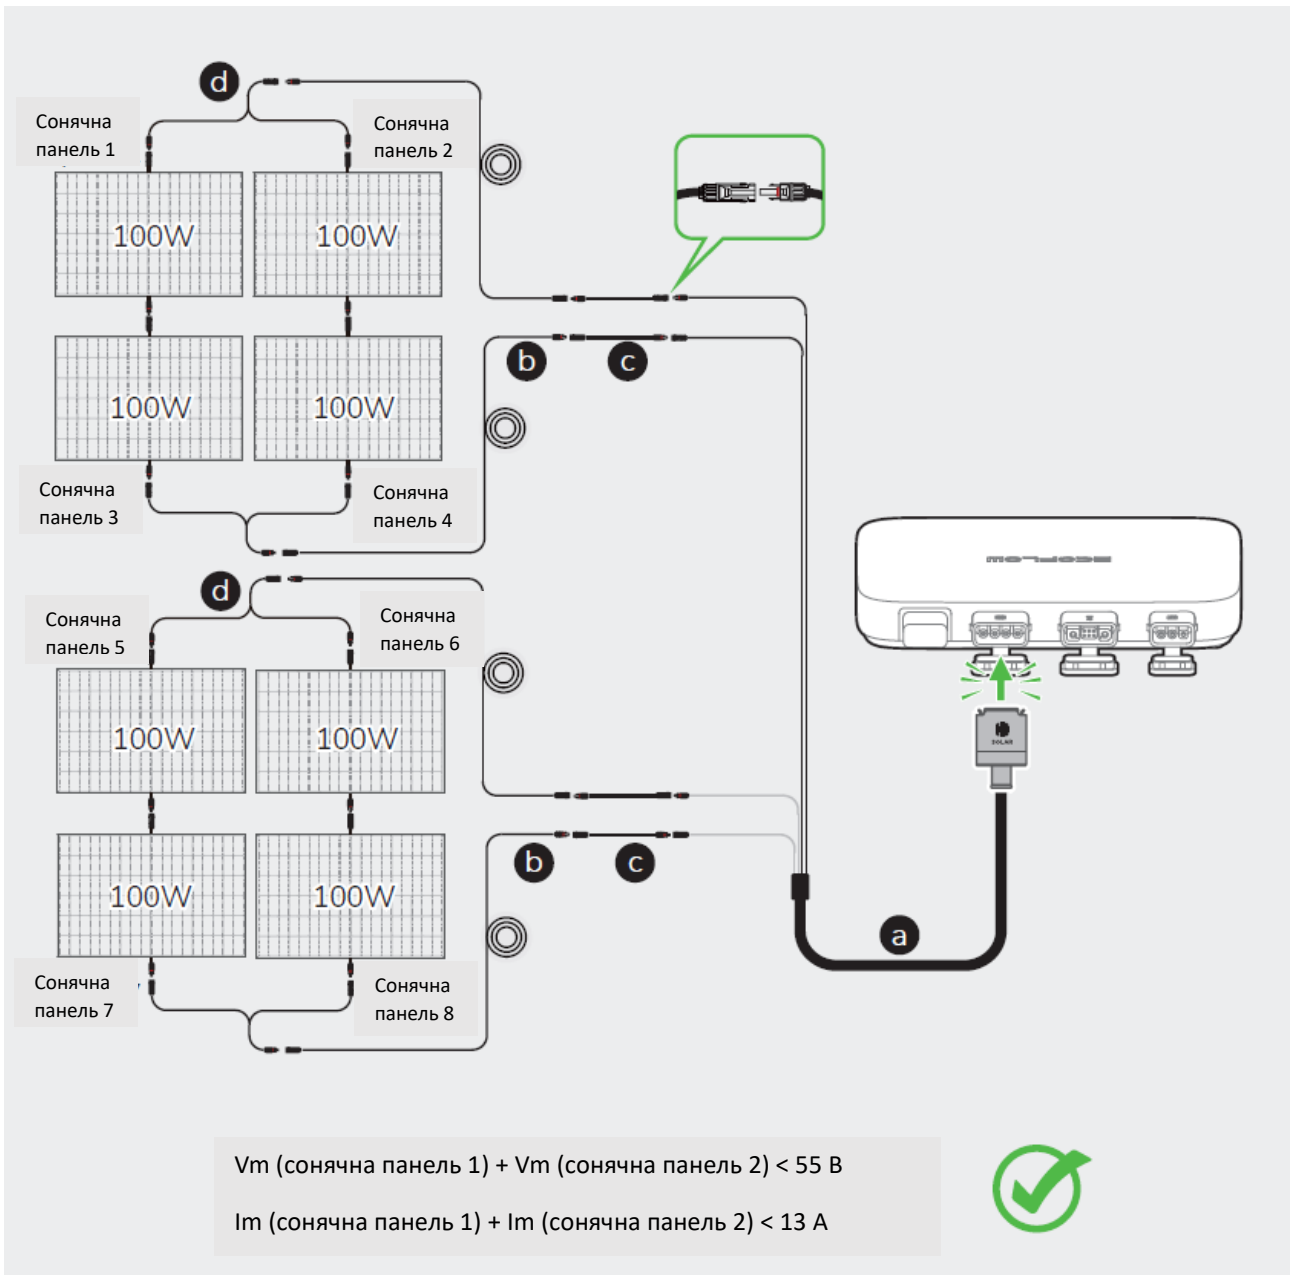 d
Сонячна
панель 1
Сонячна
панель 2
100W
100W
b
c
100W
100W
Сонячна
панель 3
Сонячна
панель 4
ECOFLOW
d
Сонячна
панель 5
Сонячна
панель 6
100W
100W
SOLAR
b
c
100W
100W
a
Сонячна
панель 7
Сонячна
панель 8
Vm (сонячна панель 1) + Vm (сонячна панель 2) < 55 В
Im (сонячна панель 1) + Im (сонячна панель 2) < 13 А